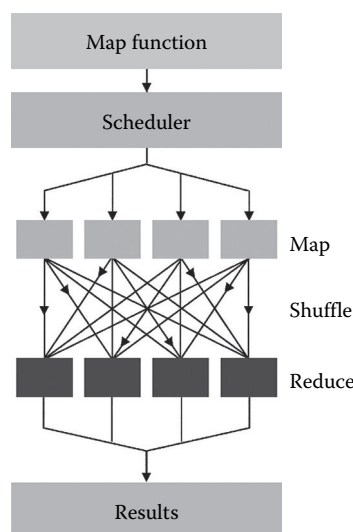 Map function
Scheduler
Map
Shuffle
Reduce
Results